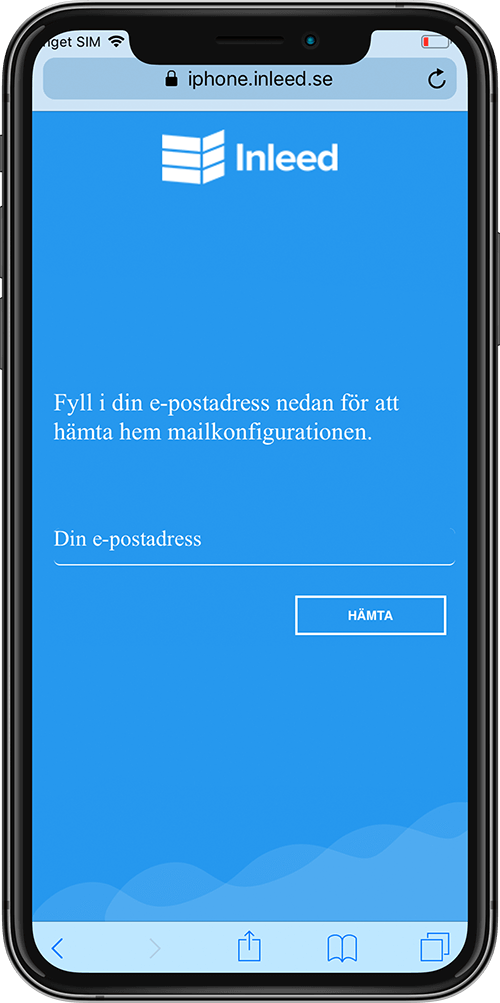 nget SIM
iphone.inleed.se
Inleed
Fyll i din e-postadress nedan för att
hämta hem mailkonfigurationen.
Din e-postadress
HÄMTA